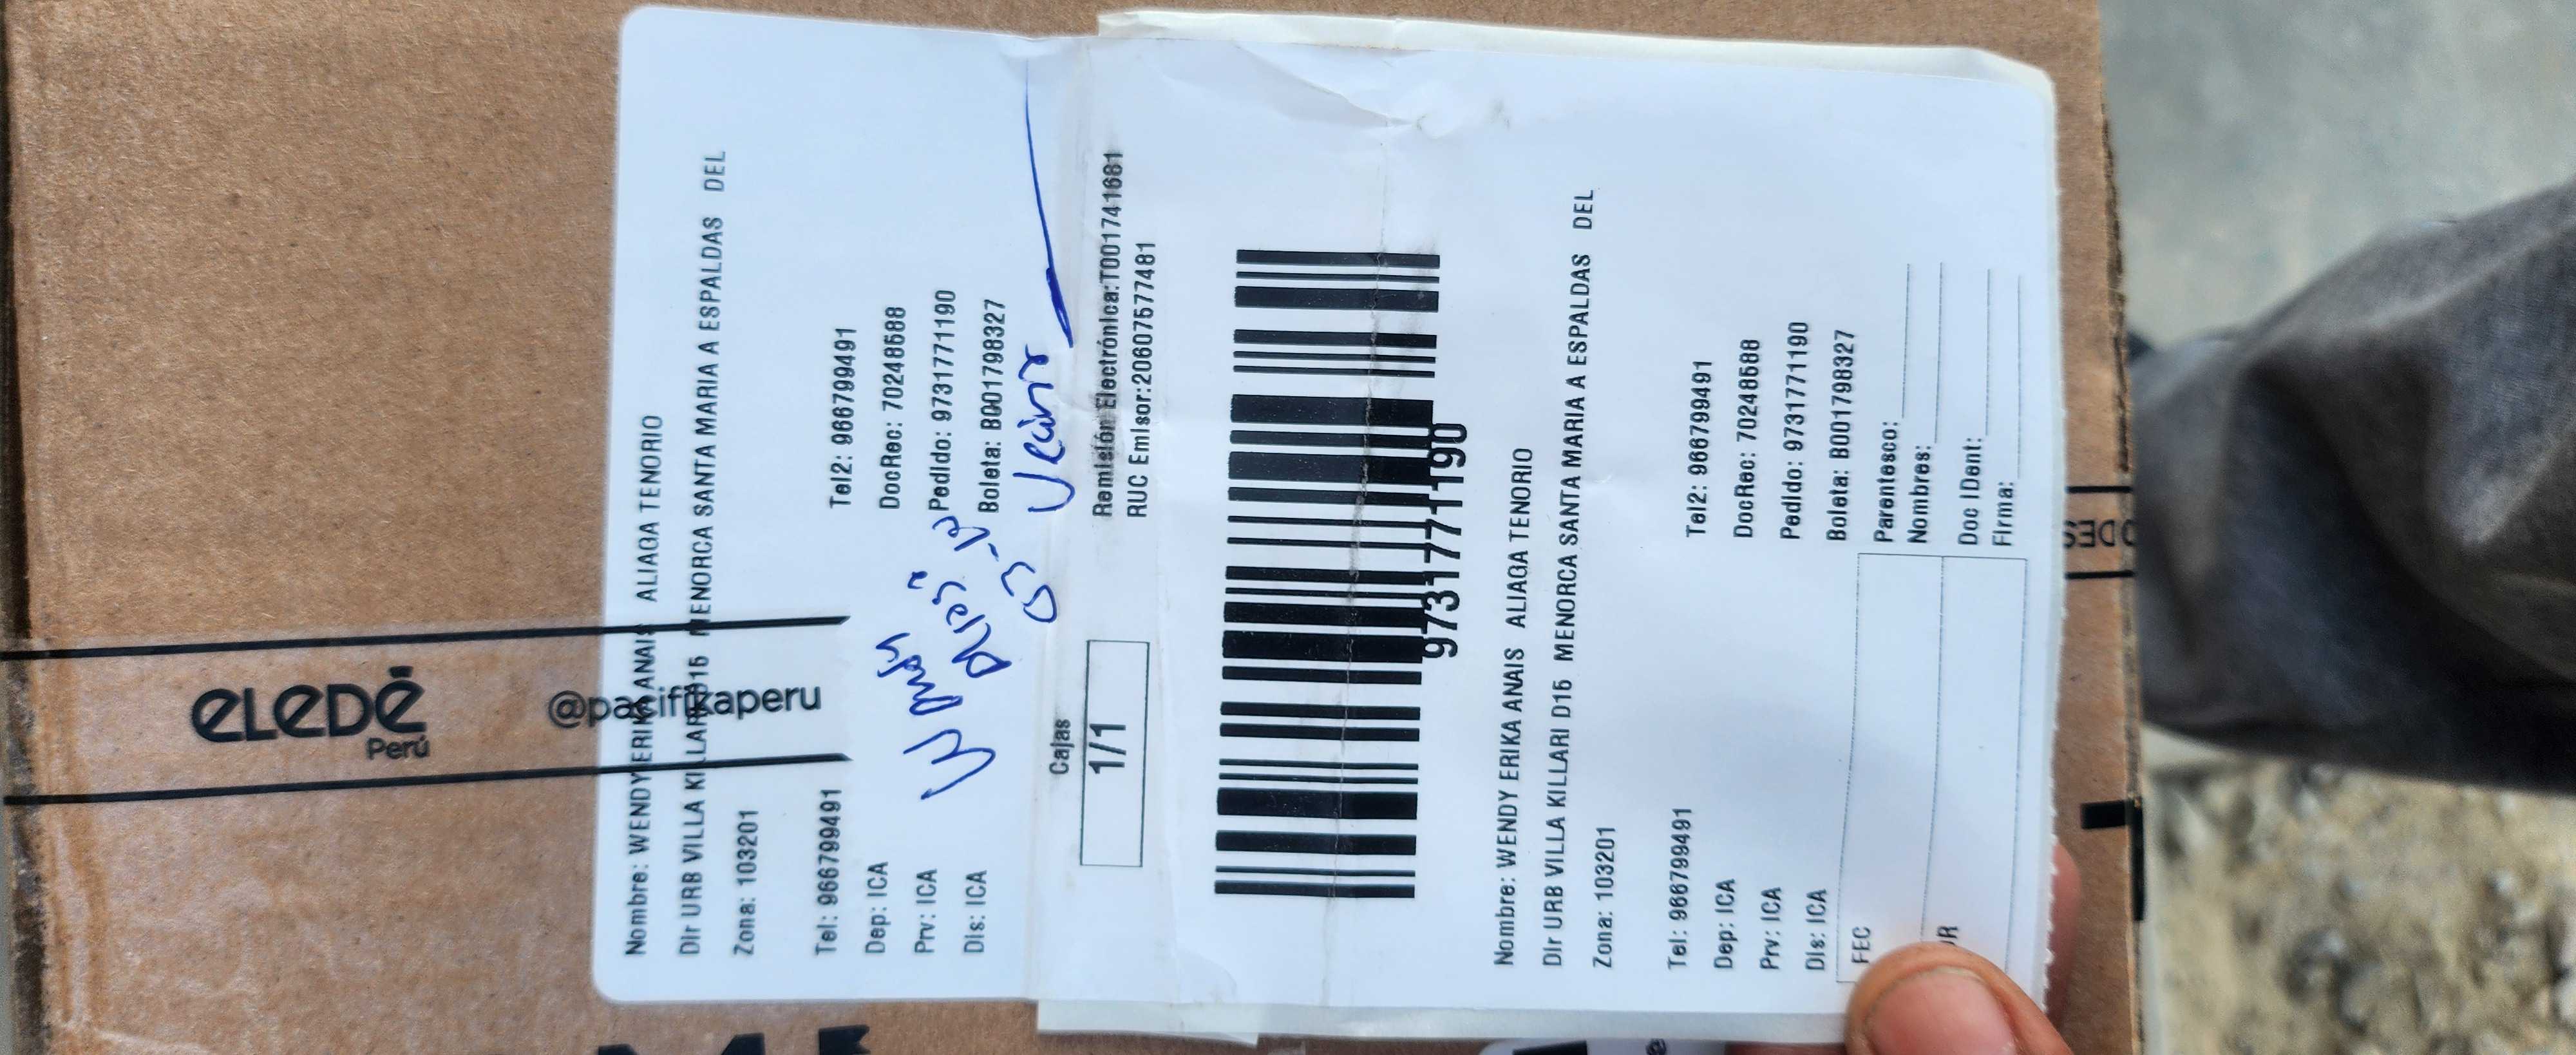 eLeDé
Perú
@pacifikaperu
Nombre: WENDY ERIKA ANAIS ALIAGA TENORIO
Dir URB VILLA KILLARI D15 MENORCA SANTA MARIA A ESPALDAS DEL
Zona: 103201
Tel: 966799491 Tel2: 966799491
Dep: ICA DocRec: 70248588
Prv: ICA Pedido: 9731771190
Dis: ICA Boleta: B001798327
Cajas
1/1
Remisión Electrónica:T001741681
RUC Emisor:20607577481
9731771190
Nombre: WENDY ERIKA ANAIS ALIAGA TENORIO
Dir URB VILLA KILLARI D15 MENORCA SANTA MARIA A ESPALDAS DEL
Zona: 103201
Tel: 966799491 Tel2: 966799491
Dep: ICA DocRec: 70248588
Prv: ICA Pedido: 9731771190
Dis: ICA Boleta: B001798327
FEC Parentesco:
Nombres:
Doc IDent:
Firma: